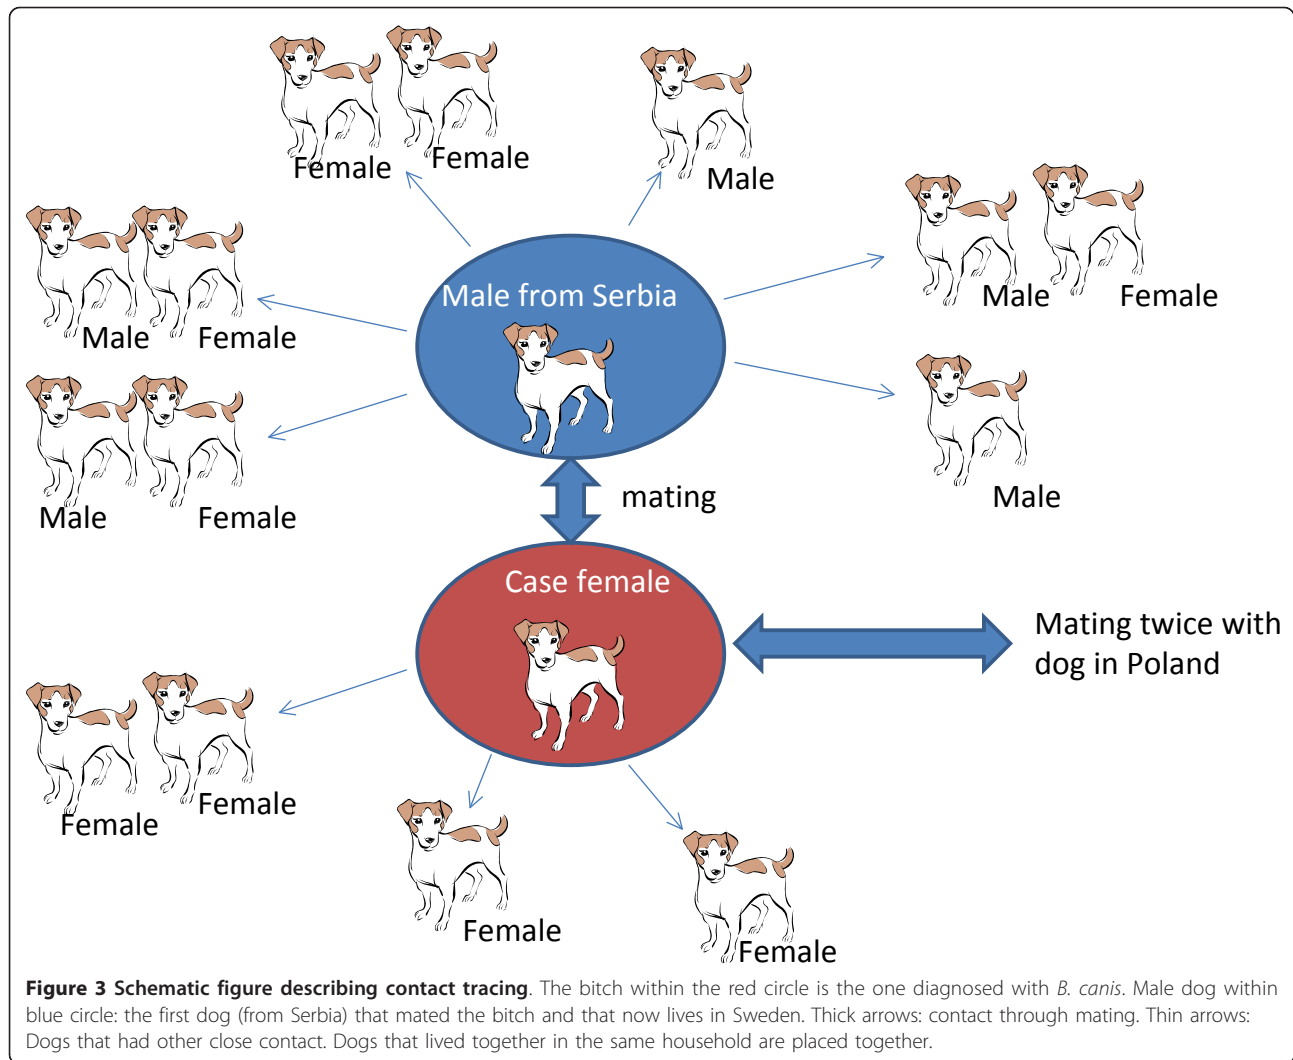 Female
Female
Male
Male
Female
Male from Serbia
Male
Female
Male
Female
Male
mating
Case female
Mating twice with
dog in Poland
Female
Female
Female
Female
Figure 3 Schematic figure describing contact tracing. The bitch within the red circle is the one diagnosed with B. canis. Male dog within
blue circle: the first dog (from Serbia) that mated the bitch and that now lives in Sweden. Thick arrows: contact through mating. Thin arrows:
Dogs that had other close contact. Dogs that lived together in the same household are placed together.